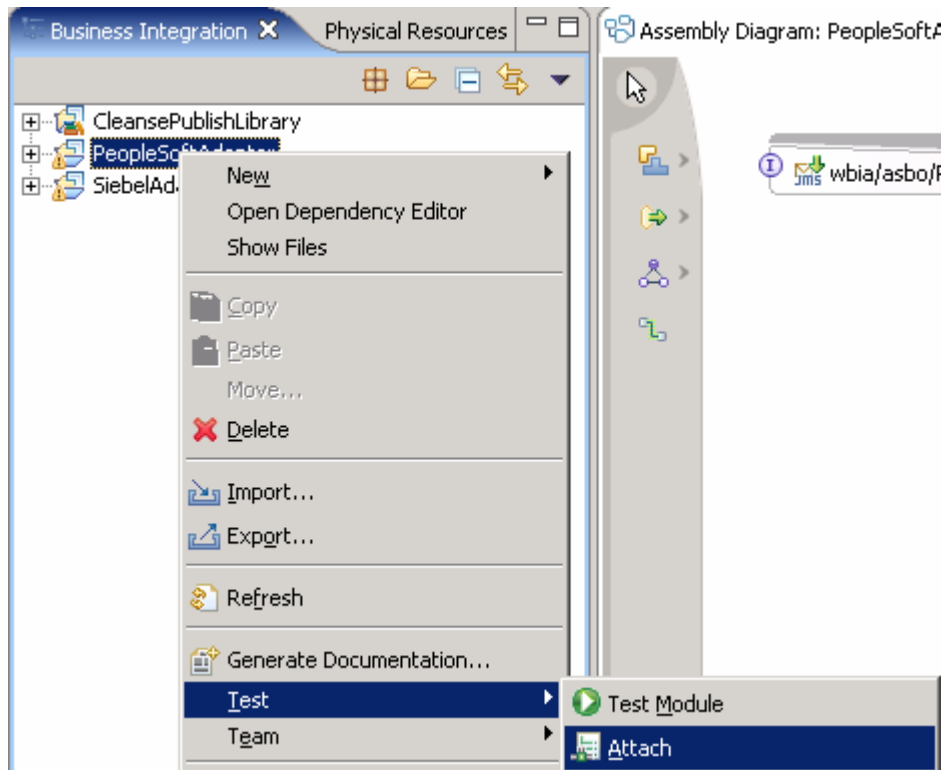 Business Integration
Physical Resources
Assembly Diagram: PeopleSoftA
CleansePublishLibrary
PeopleSoftAdapter
SiebelAd
I
JMS
wbia/asbo/
New
Open Dependency Editor
Show Files
Copy
Paste
Move...
Delete
Import...
Export...
Refresh
Generate Documentation...
Test
Team
Test Module
Attach